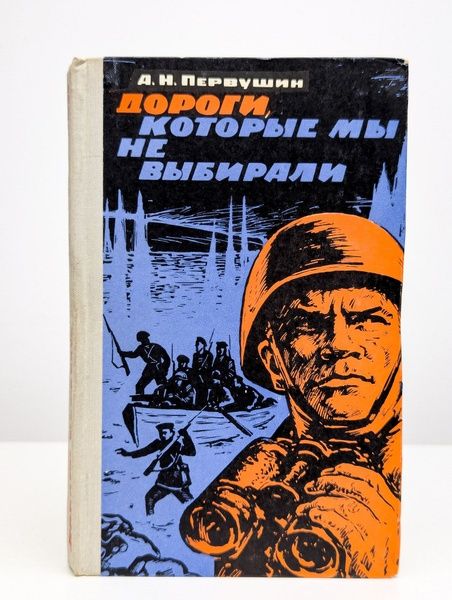 А. Н. Первушин
ДОРОГИ,
КОТОРЫЕ МЫ
НЕ
ВЫБИРАЛИ